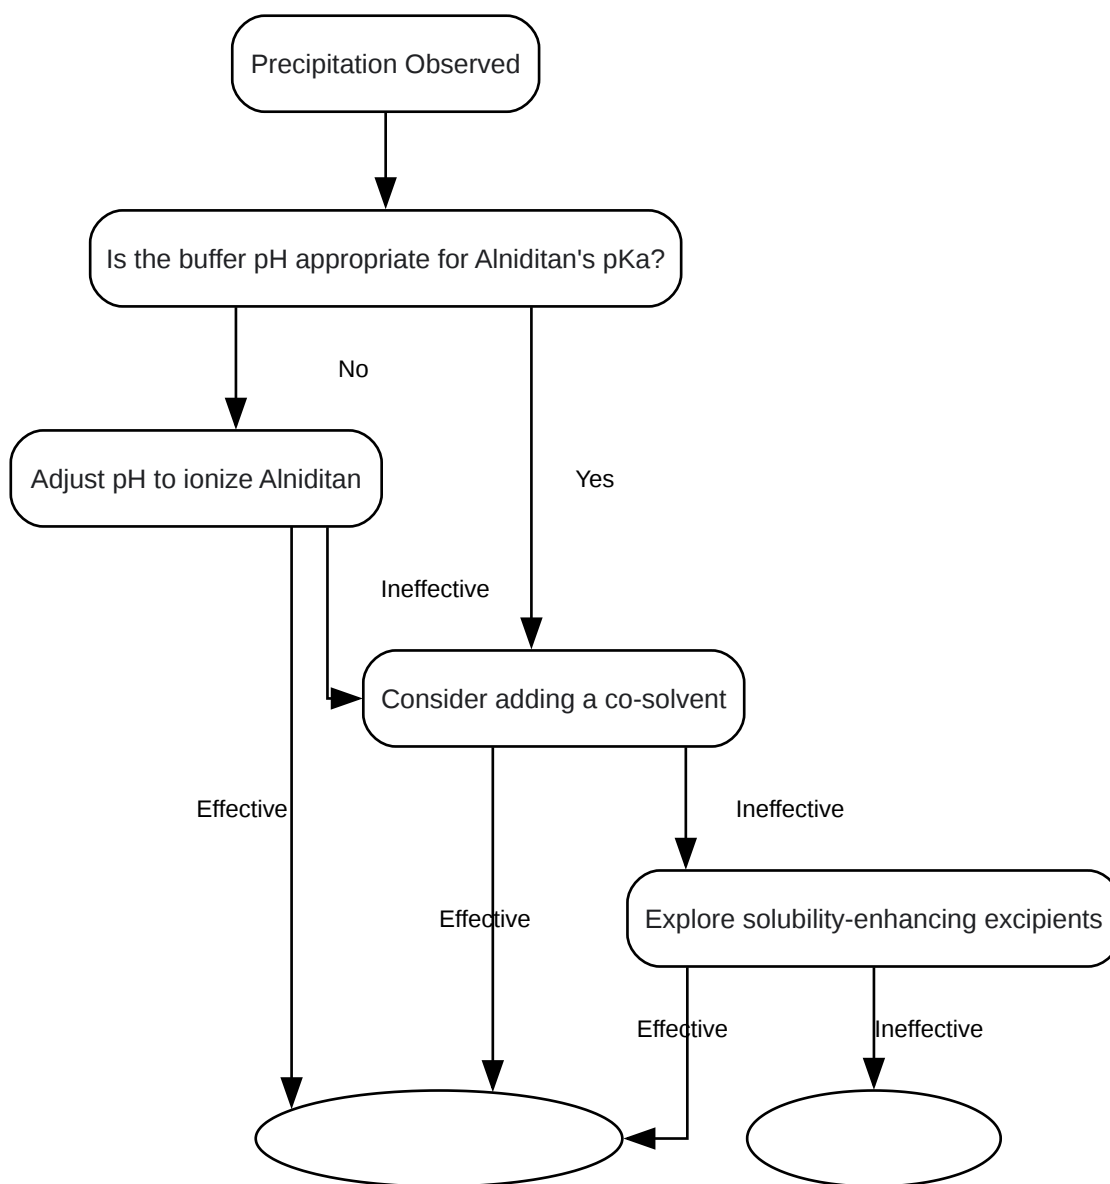 Precipitation Observed
Is the buffer pH appropriate for Alniditan's pKa?
No
Adjust pH to ionize Alniditan
Yes
Ineffective
Consider adding a co-solvent
Effective
Ineffective
Effective
Explore solubility-enhancing excipients
Effective
Ineffective